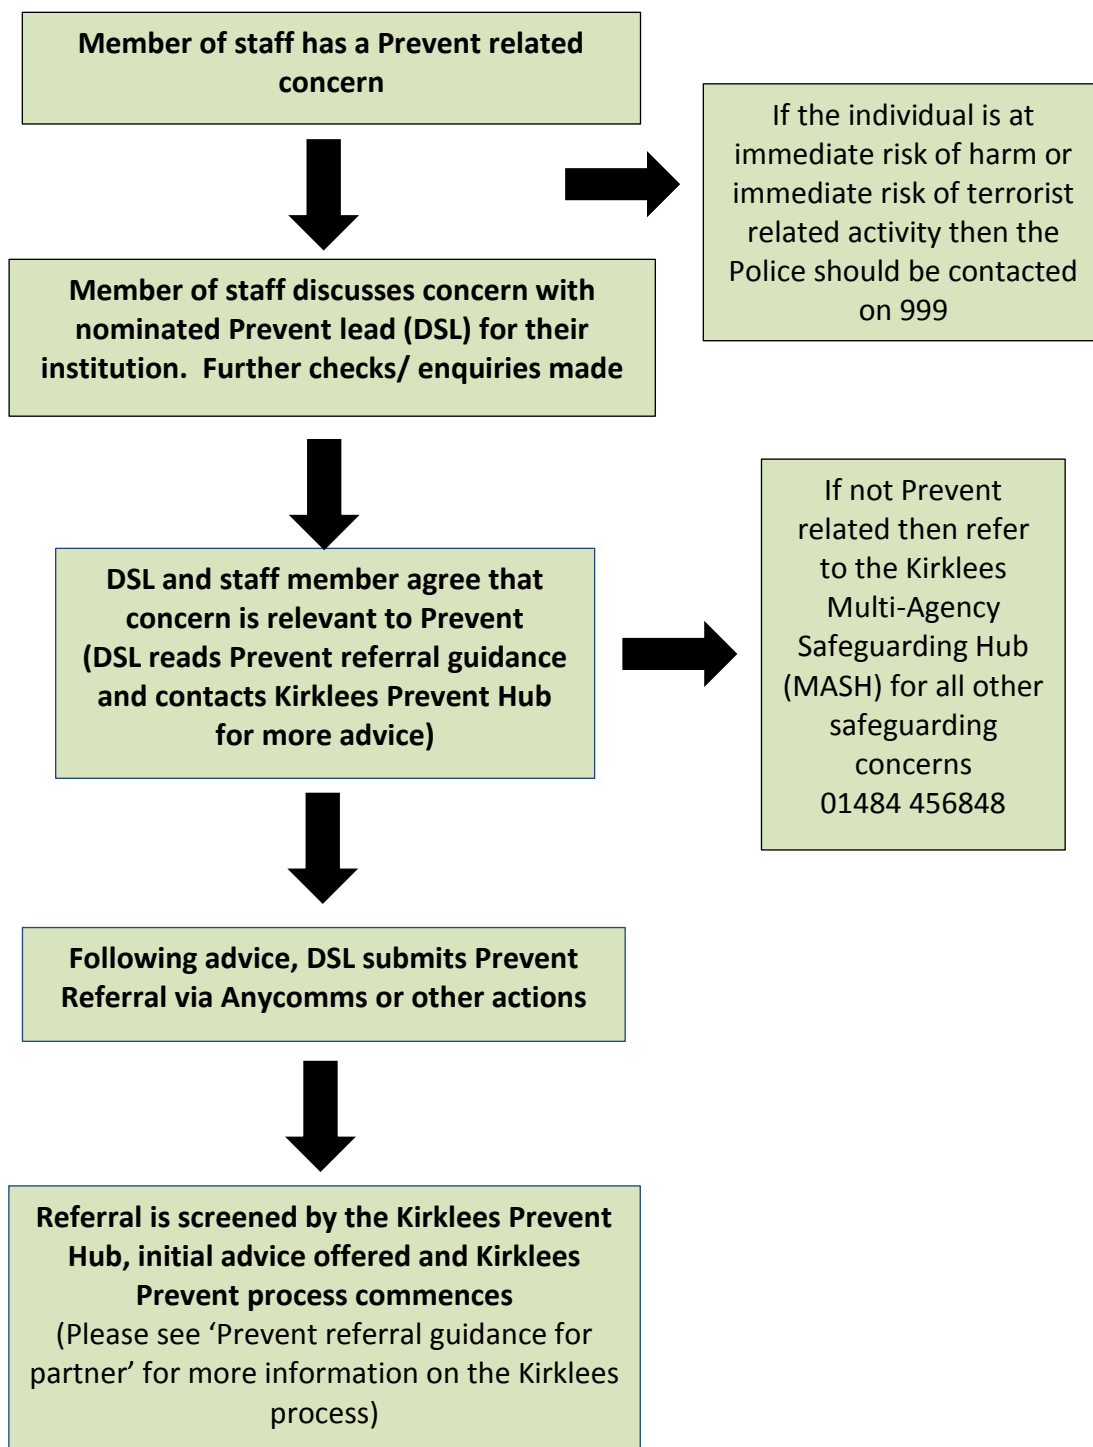 Member of staff has a Prevent related
concern
If the individual is at
immediate risk of harm or
immediate risk of terrorist
related activity then the
Police should be contacted
on 999
Member of staff discusses concern with
nominated Prevent lead (DSL) for their
institution.  Further checks/ enquiries made
DSL and staff member agree that
concern is relevant to Prevent
(DSL reads Prevent referral guidance
and contacts Kirklees Prevent Hub
for more advice)
If not Prevent
related then refer
to the Kirklees
Multi-Agency
Safeguarding Hub
(MASH) for all other
safeguarding
concerns
01484 456848
Following advice, DSL submits Prevent
Referral via Anycomms or other actions
Referral is screened by the Kirklees Prevent
Hub, initial advice offered and Kirklees
Prevent process commences
(Please see ‘Prevent referral guidance for
partner’ for more information on the Kirklees
process)